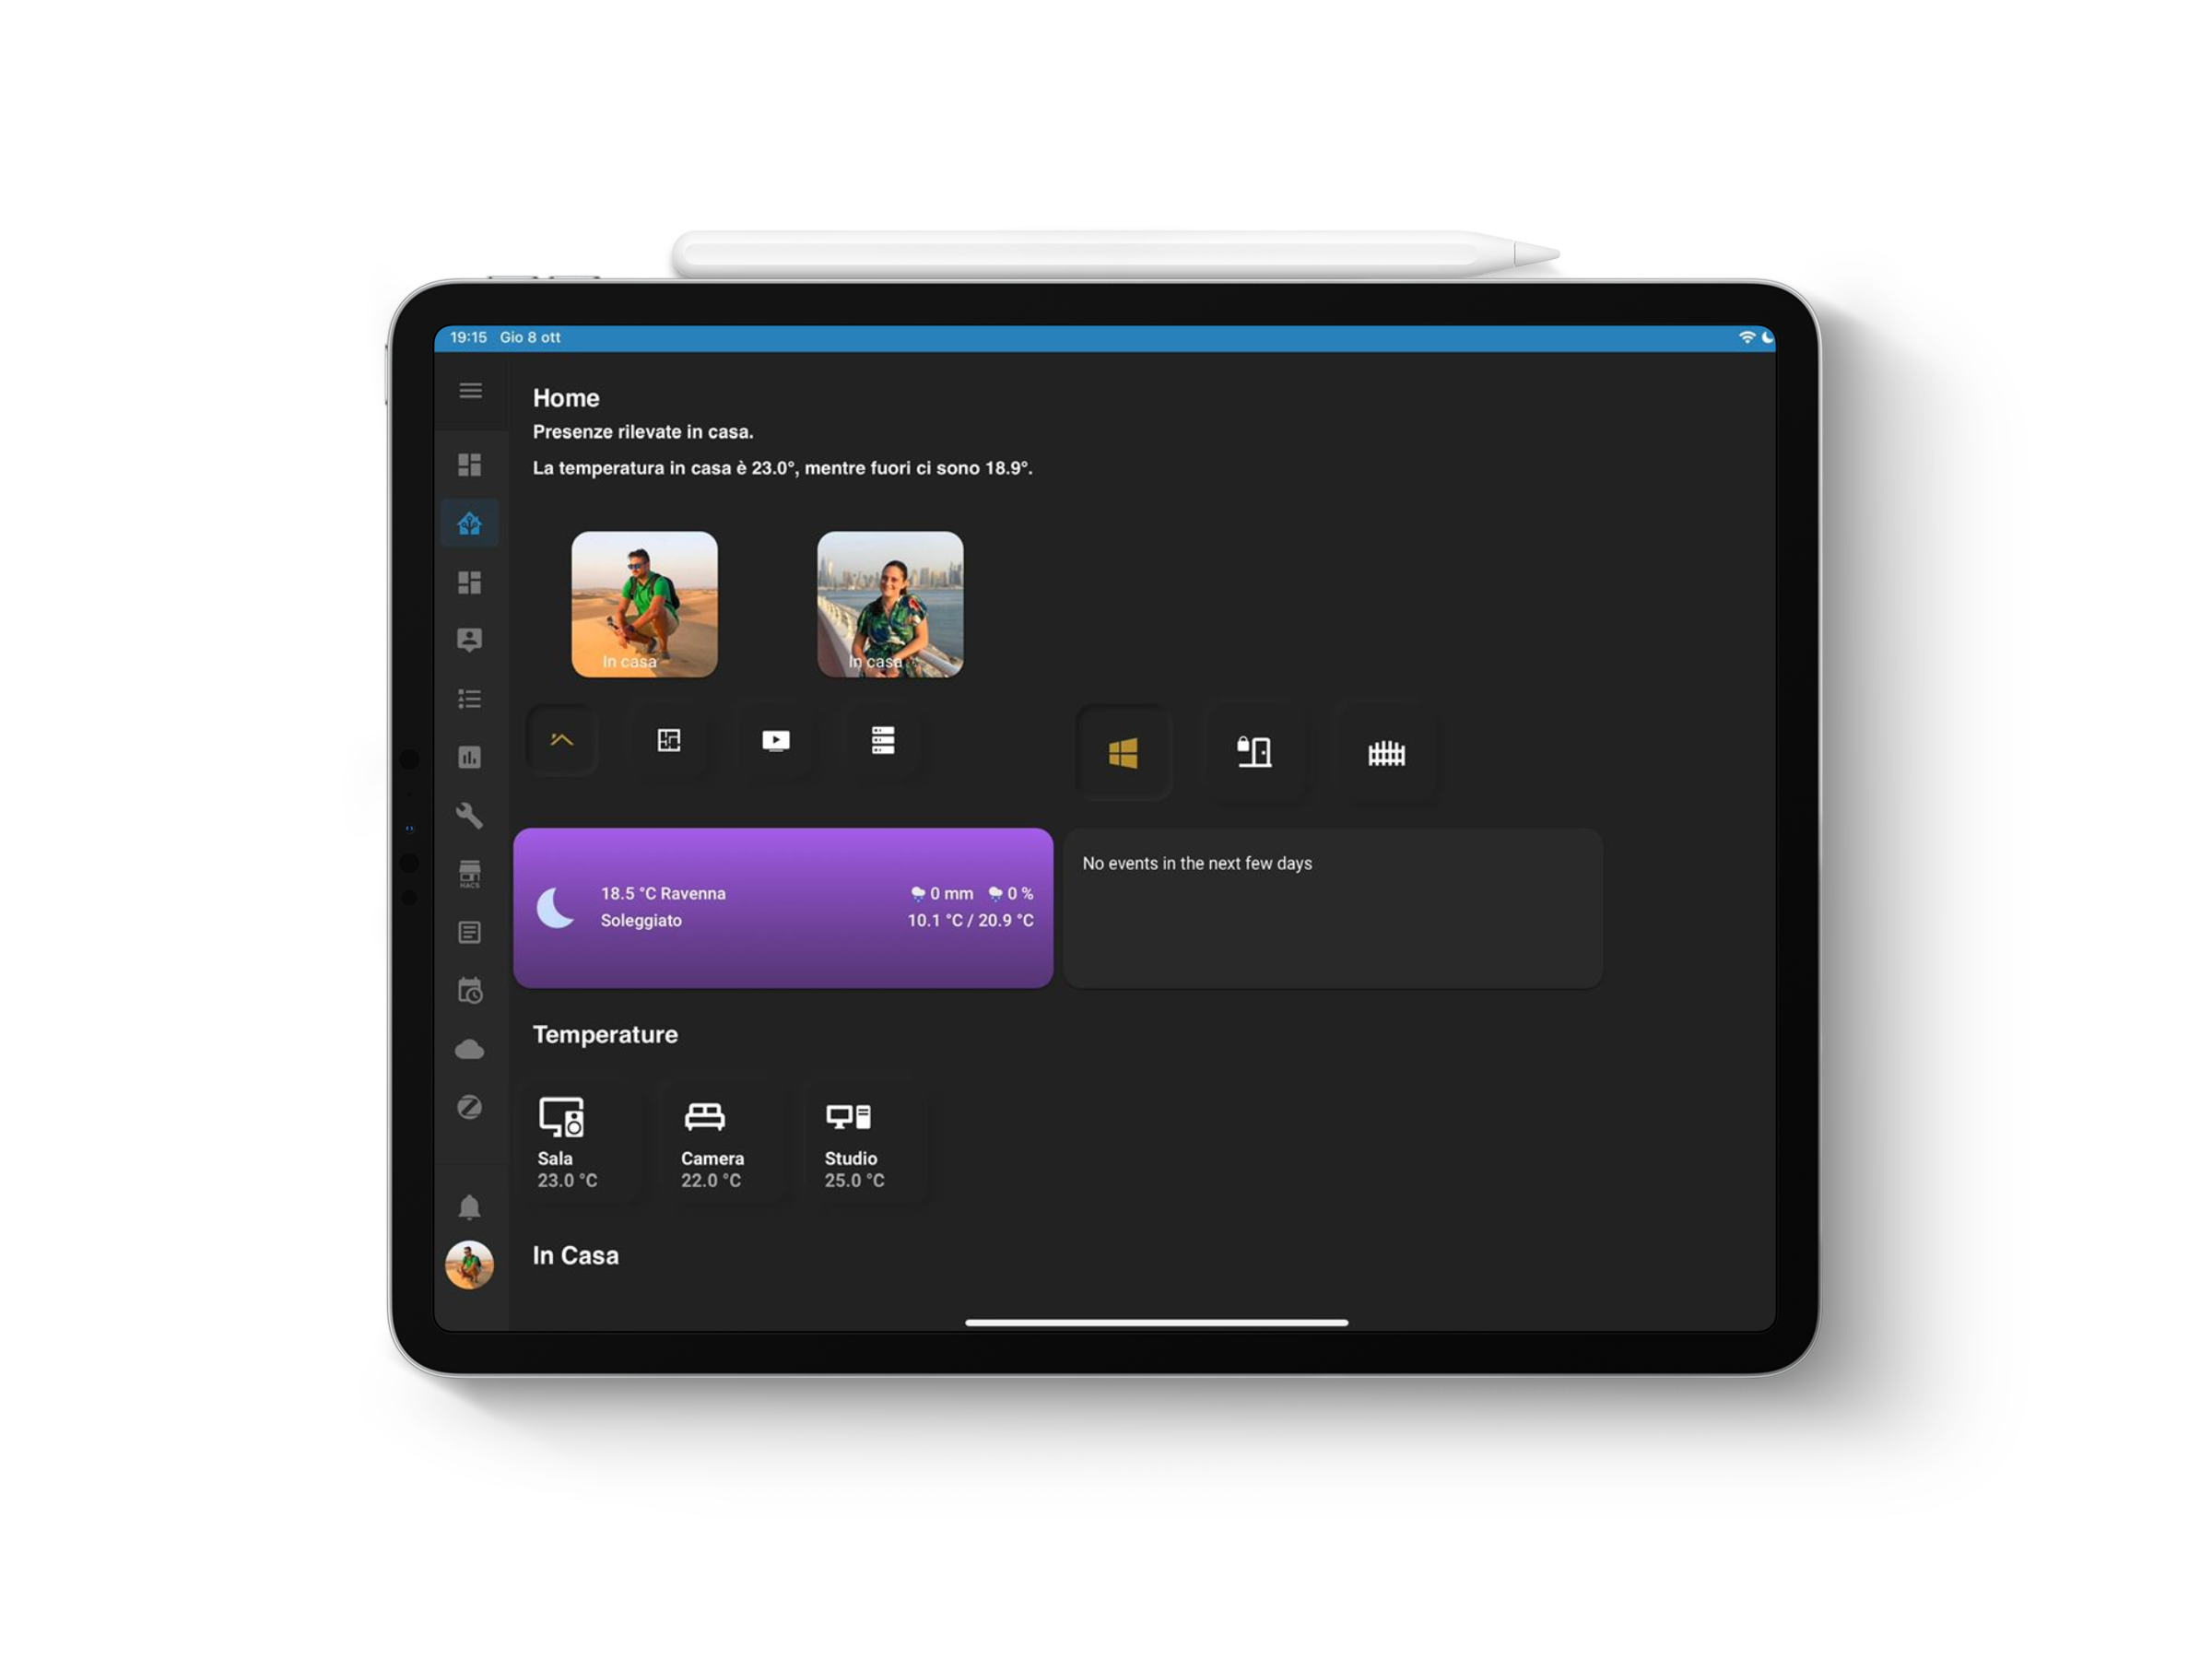 19:15 Gio 8 ott
Home
Presenze rilevate in casa.
La temperatura in casa è 23.0°, mentre fuori ci sono 18.9°.
In casa
In casa
18.5 °C Ravenna
Soleggiato
0 mm 0 %
10.1 °C / 20.9 °C
No events in the next few days
HACS
Temperature
Sala
23.0 °C
Camera
22.0 °C
Studio
25.0 °C
In Casa